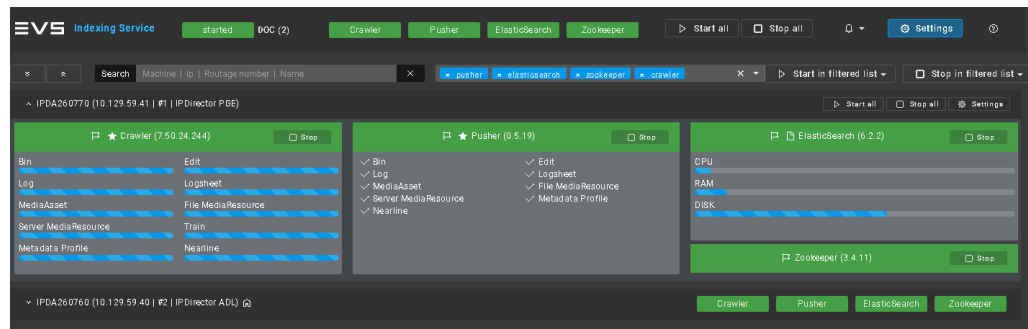 EVS Indexing Service started DOC (2) Crawler Pusher ElasticSearch Zookeeper Start all Stop all Settings
Search Machine | Ip | Routage number | Name × × pusher × elasticsearch × zookeeper × crawler × Start in filtered list Stop in filtered list
IPDA260770 (10.129.59.41 | #1 | IPDirector PGE) Start all Stop all Settings
Crawler (7.50.24.244) Stop
Bin Edit
Log Logsheet
MediaAsset File MediaResource
Server MediaResource Train
Metadata Profile Nearline
Pusher (0.5.19) Stop
Bin Edit
Log Logsheet
MediaAsset File MediaResource
Server MediaResource Metadata Profile
Nearline
ElasticSearch (6.2.2) Stop
CPU
RAM
DISK
Zookeeper (3.4.11) Stop
IPDA260760 (10.129.59.40 | #2 | IPDirector ADL) Crawler Pusher ElasticSearch Zookeeper